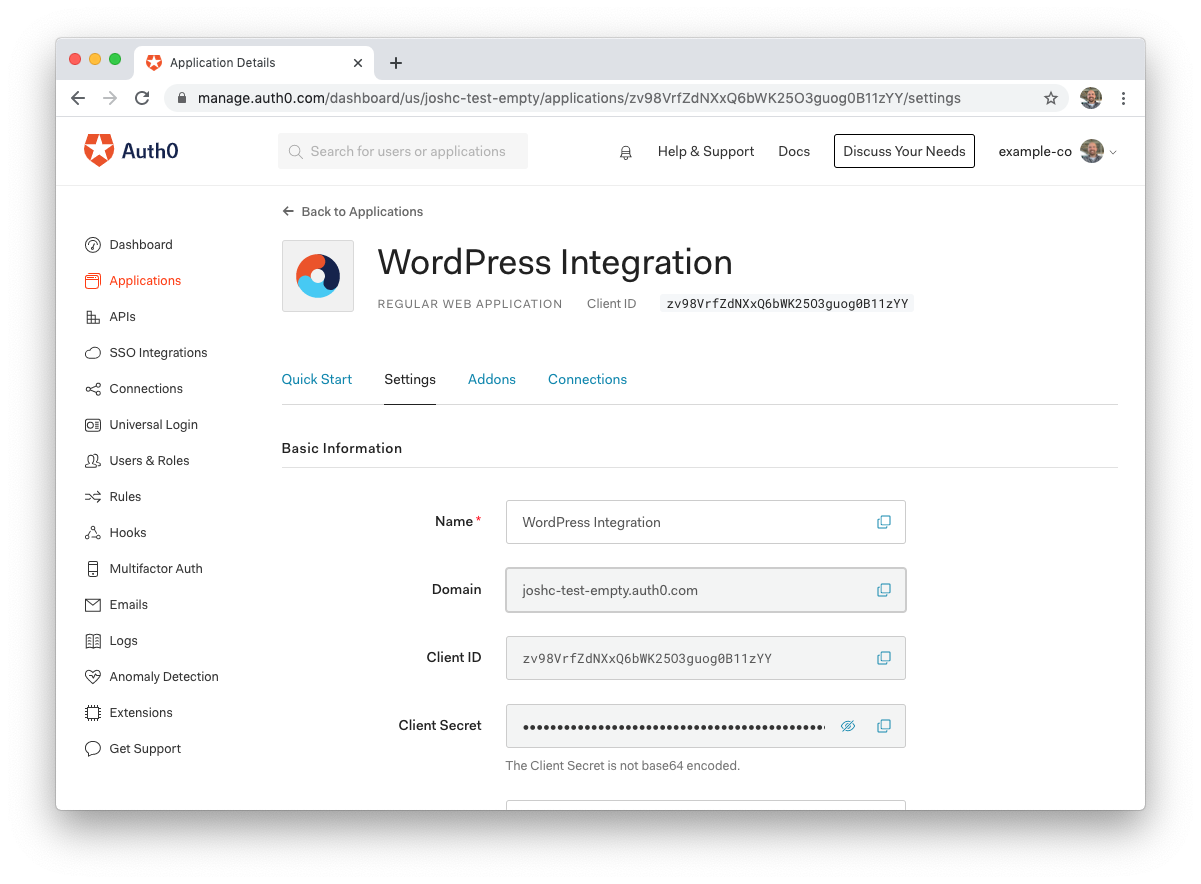 Application Details
manage.auth0.com/dashboard/us/joshc-test-empty/applications/zv98VrfZdNXxQ6bWK25O3guog0B11zYY/settings
Auth0
Search for users or applications
Help & Support
Docs
Discuss Your Needs
example-co
Back to Applications
WordPress Integration
REGULAR WEB APPLICATION
Client ID
zv98VrfZdNXxQ6bWK25O3guog0B11zYY
Dashboard
Applications
APIs
SSO Integrations
Connections
Universal Login
Users & Roles
Rules
Hooks
Multifactor Auth
Emails
Logs
Anomaly Detection
Extensions
Get Support
Quick Start
Settings
Addons
Connections
Basic Information
Name*
WordPress Integration
Domain
joshc-test-empty.auth0.com
Client ID
zv98VrfZdNXxQ6bWK25O3guog0B11zYY
Client Secret
The Client Secret is not base64 encoded.